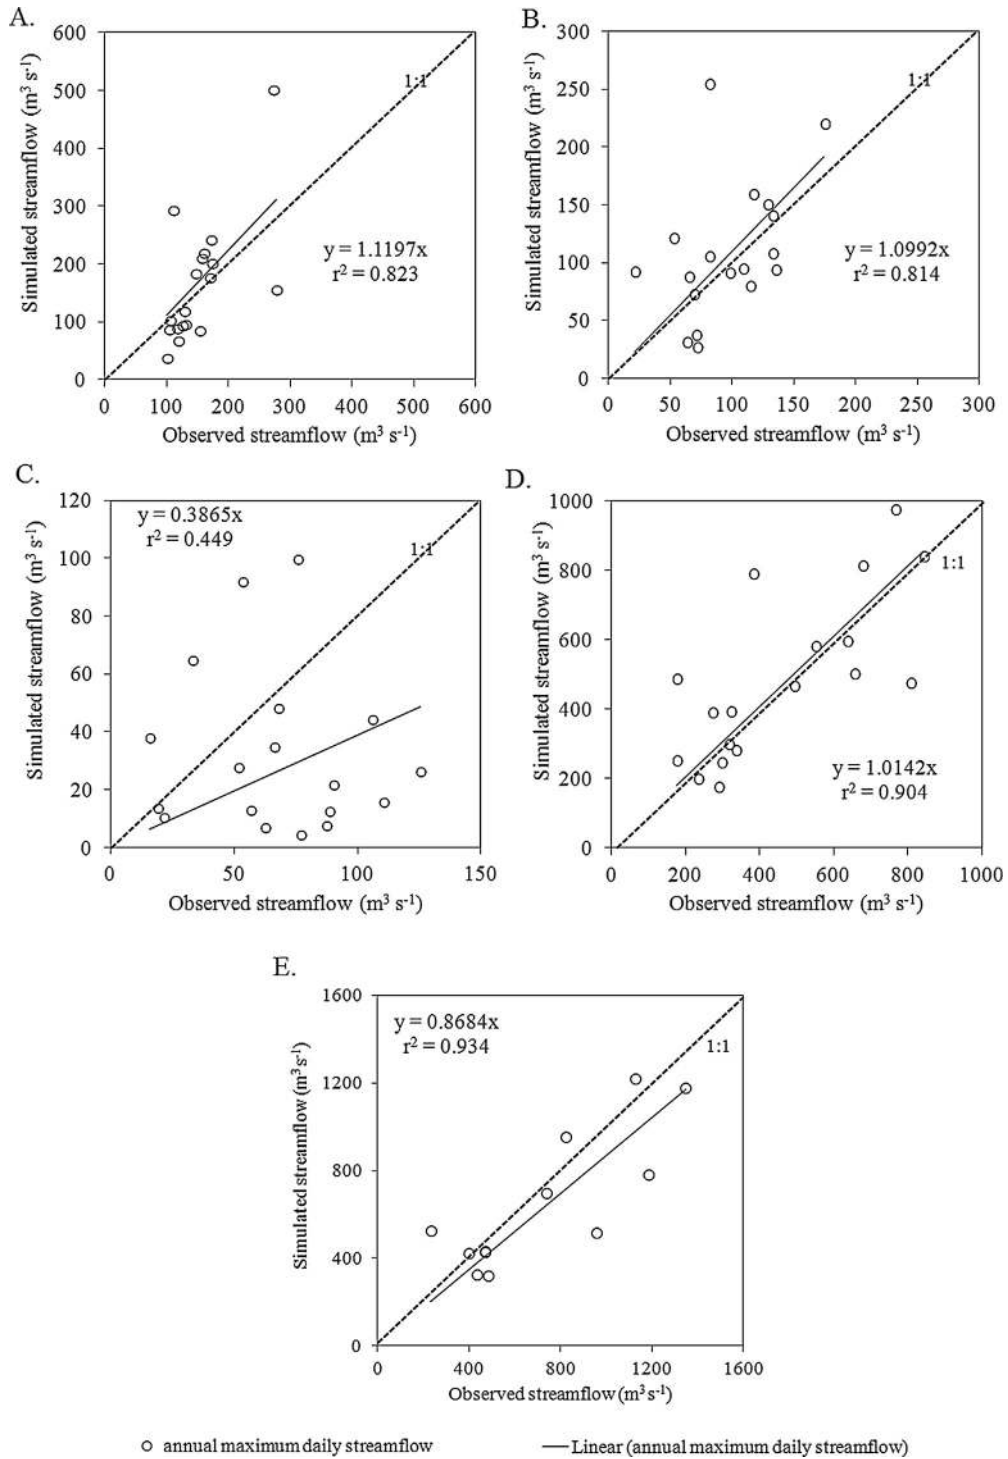 A.
600
500
400
300
200
100
0
Simulated streamflow (m³ s⁻¹)
1:1
y = 1.1197x
r² = 0.823
0 100 200 300 400 500 600
Observed streamflow (m³ s⁻¹)
B.
300
250
200
150
100
50
0
Simulated streamflow (m³ s⁻¹)
1:1
y = 1.0992x
r² = 0.814
0 50 100 150 200 250 300
Observed streamflow (m³ s⁻¹)
C.
120
100
80
60
40
20
0
Simulated streamflow (m³ s⁻¹)
y = 0.3865x
r² = 0.449
1:1
0 50 100 150
Observed streamflow (m³ s⁻¹)
D.
1000
800
600
400
200
0
Simulated streamflow (m³ s⁻¹)
1:1
y = 1.0142x
r² = 0.904
0 200 400 600 800 1000
Observed streamflow (m³ s⁻¹)
E.
1600
1200
800
400
0
Simulated streamflow (m³ s⁻¹)
y = 0.8684x
r² = 0.934
1:1
0 400 800 1200 1600
Observed streamflow (m³ s⁻¹)
annual maximum daily streamflow
Linear (annual maximum daily streamflow)